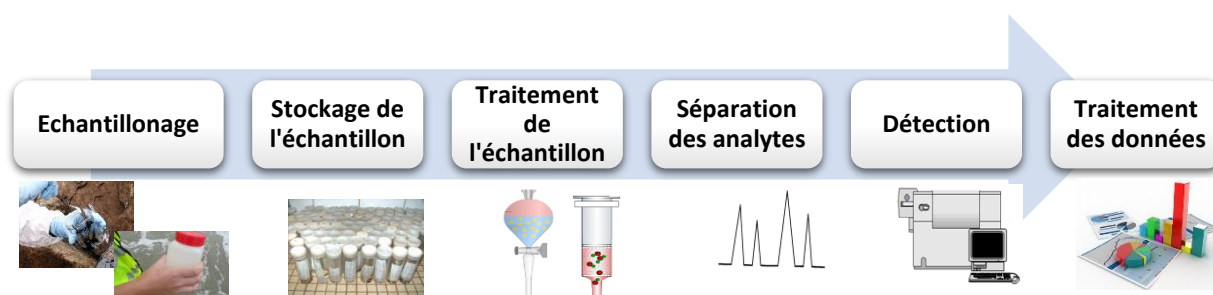 Echantillonage
Stockage de
l'échantillon
Traitement
de
l'échantillon
Séparation
des analytes
Détection
Traitement
des données